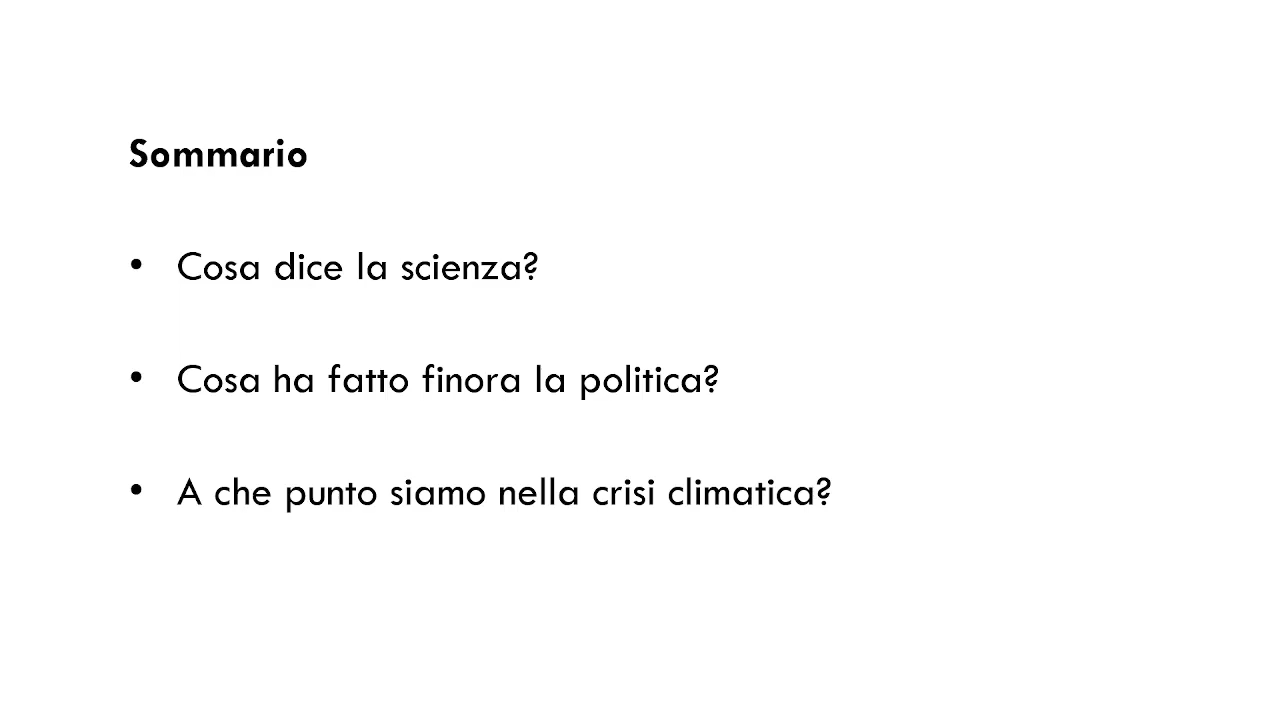 Sommario
• Cosa dice la scienza?
• Cosa ha fatto finora la politica?
• A che punto siamo nella crisi climatica?